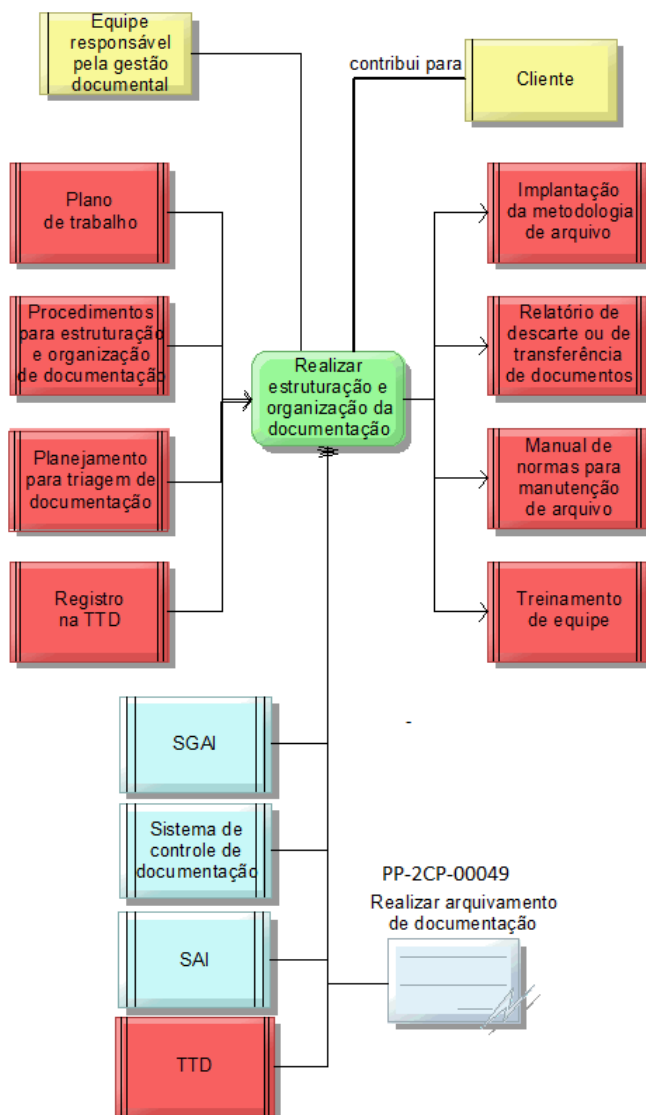 Equipe
responsável
pela gestão
documental
contribui para
Cliente
Plano
de trabalho
Procedimentos
para estruturação
e organização
de documentação
Planejamento
para triagem de
documentação
Registro
na TTD
Realizar
estruturação e
organização da
documentação
Implantação
da metodologia
de arquivo
Relatório de
descarte ou de
transferência
de documentos
Manual de
normas para
manutenção
de arquivo
Treinamento
de equipe
SGAI
-
Sistema de
controle de
documentação
SAI
TTD
PP-2CP-00049
Realizar arquivamento
de documentação